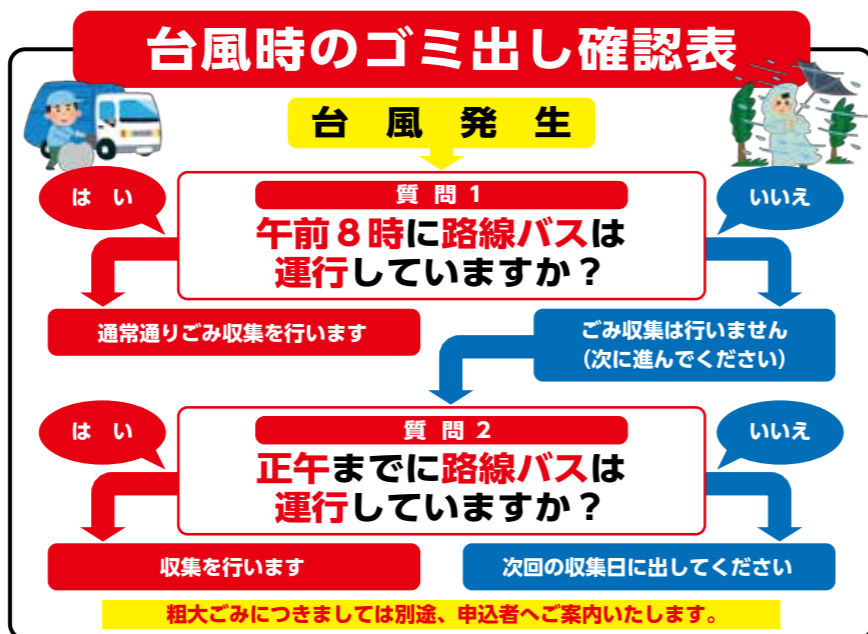 台風時のゴミ出し確認表
台風発生
はい
質問1
いいえ
午前8時に路線バスは
運行していますか?
通常通りごみ収集を行います
ごみ収集は行いません
(次に進んでください)
はい
質問2
いいえ
正午までに路線バスは
運行していますか?
収集を行います
次回の収集日に出してください
粗大ごみにつきましては別途、申込者へご案内いたします。